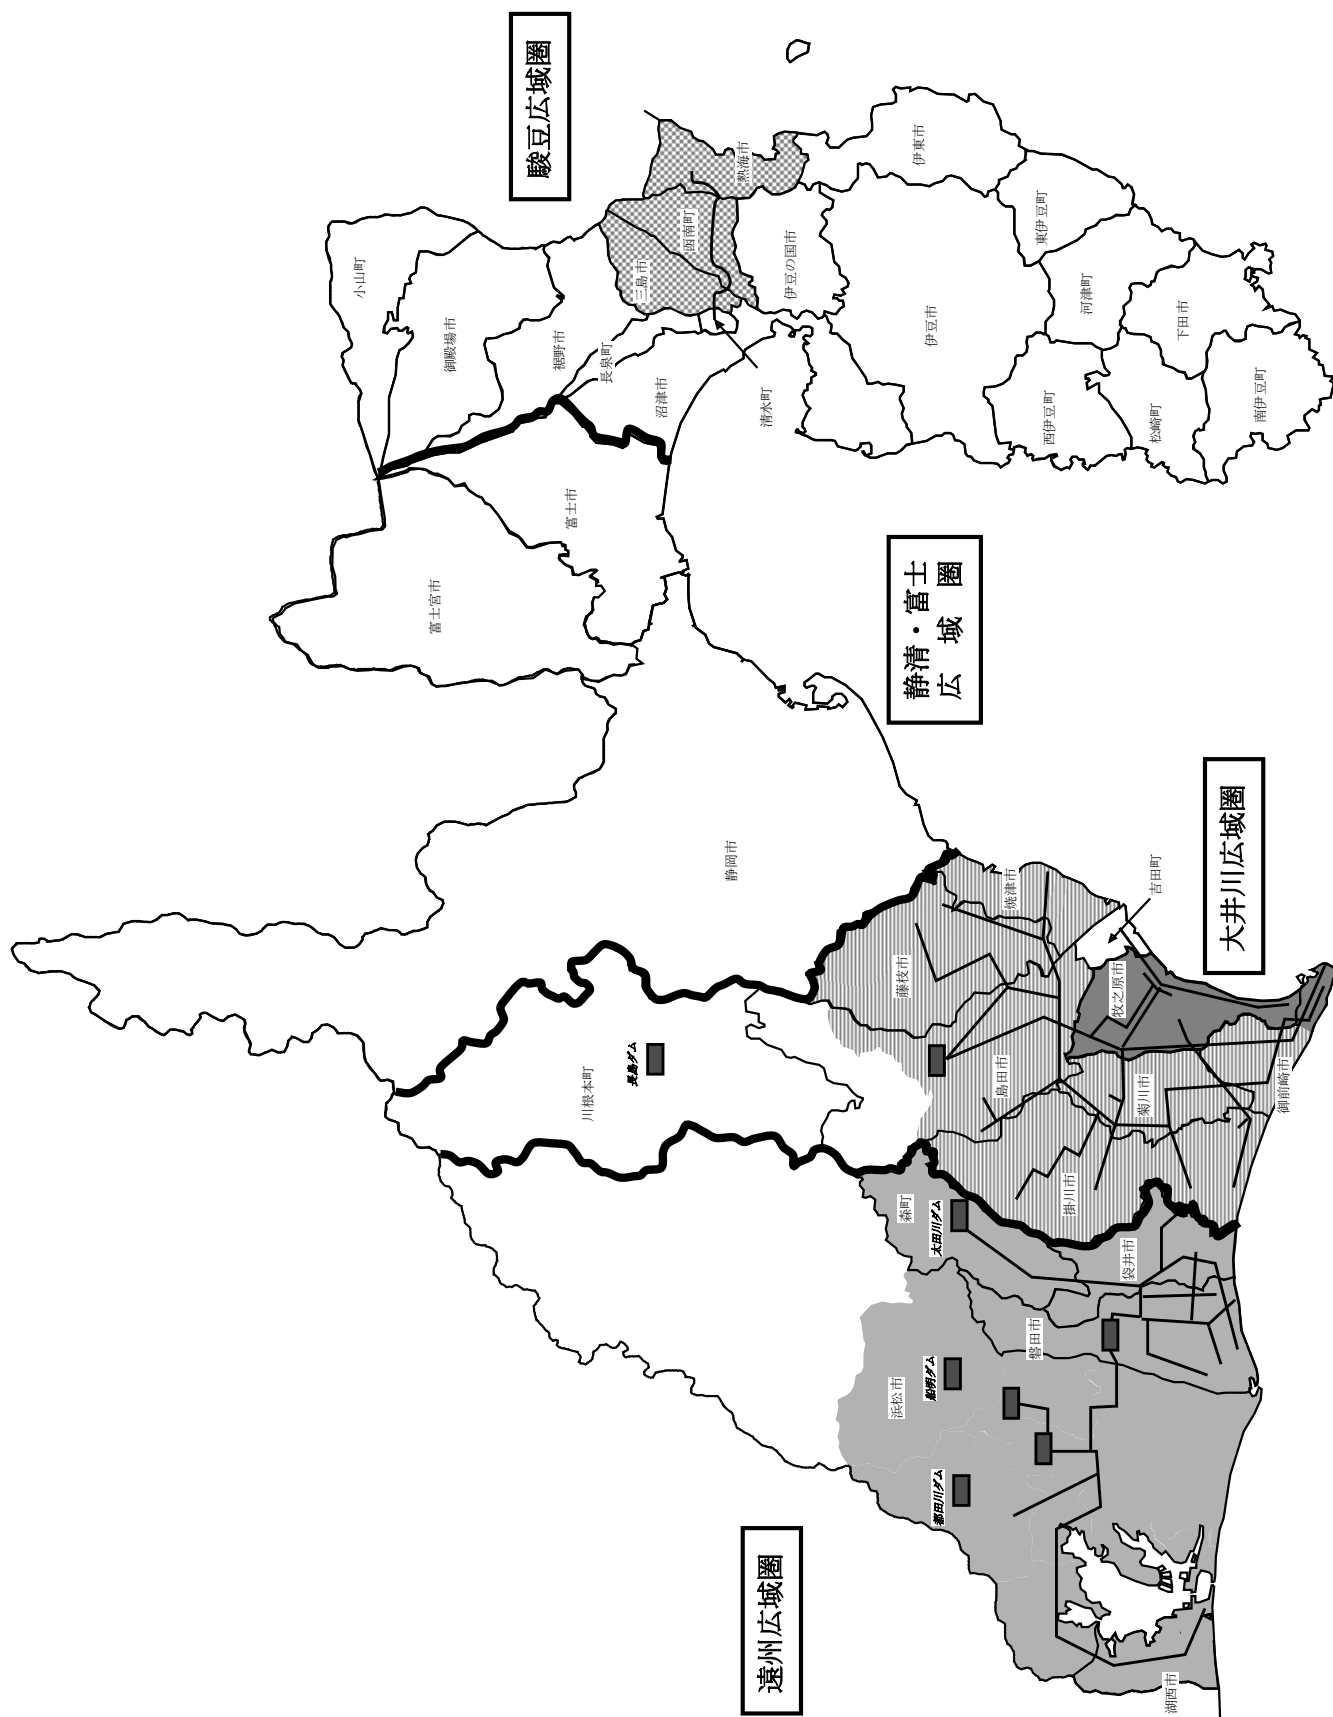 駿豆広域圏
静清・富士
広域圏
大井川広域圏
遠州広域圏
小山町
御殿場市
裾野市
長泉町
三島市
函南町
熱海市
沼津市
清水町
伊豆の国市
伊東市
伊豆市
東伊豆町
河津町
下田市
西伊豆町
松崎町
南伊豆町
富士市
富士宮市
静岡市
川根本町
長島ダム
藤枝市
焼津市
吉田町
牧之原市
島田市
菊川市
御前崎市
掛川市
森町
太田川ダム
袋井市
磐田市
浜松市
船明ダム
都田川ダム
湖西市